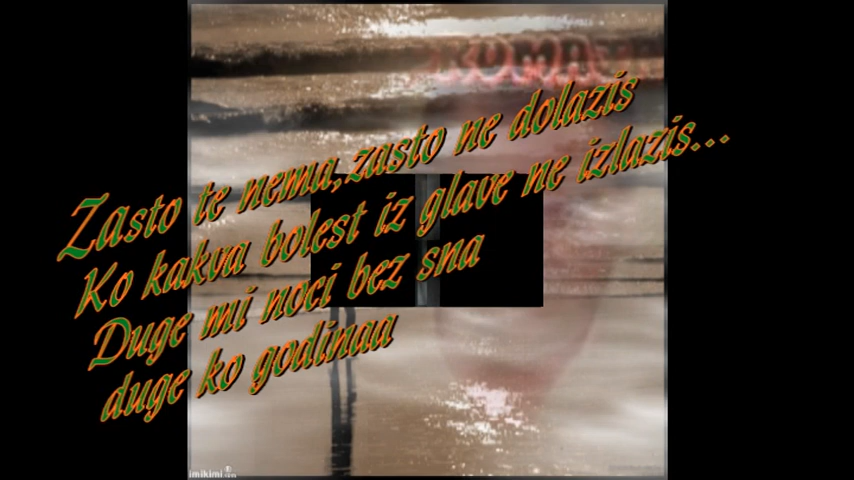 Zasto te nema,zasto ne dolazis
Ko kakva bolest iz glave ne izlazis...
Duge mi noci bez sna
duge ko godinaa
imikimi®